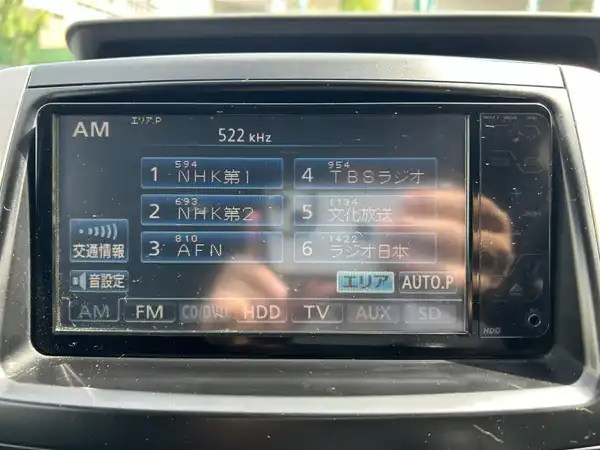 AM
エリア.P
522 kHz
594
1 NHK第1
954
4 TBSラジオ
693
2 NHK第2
1134
5 文化放送
810
3 AFN
1422
6 ラジオ日本
交通情報
音設定
エリア
AUTO.P
AM FM CD/DVD HDD TV AUX SD
HDD